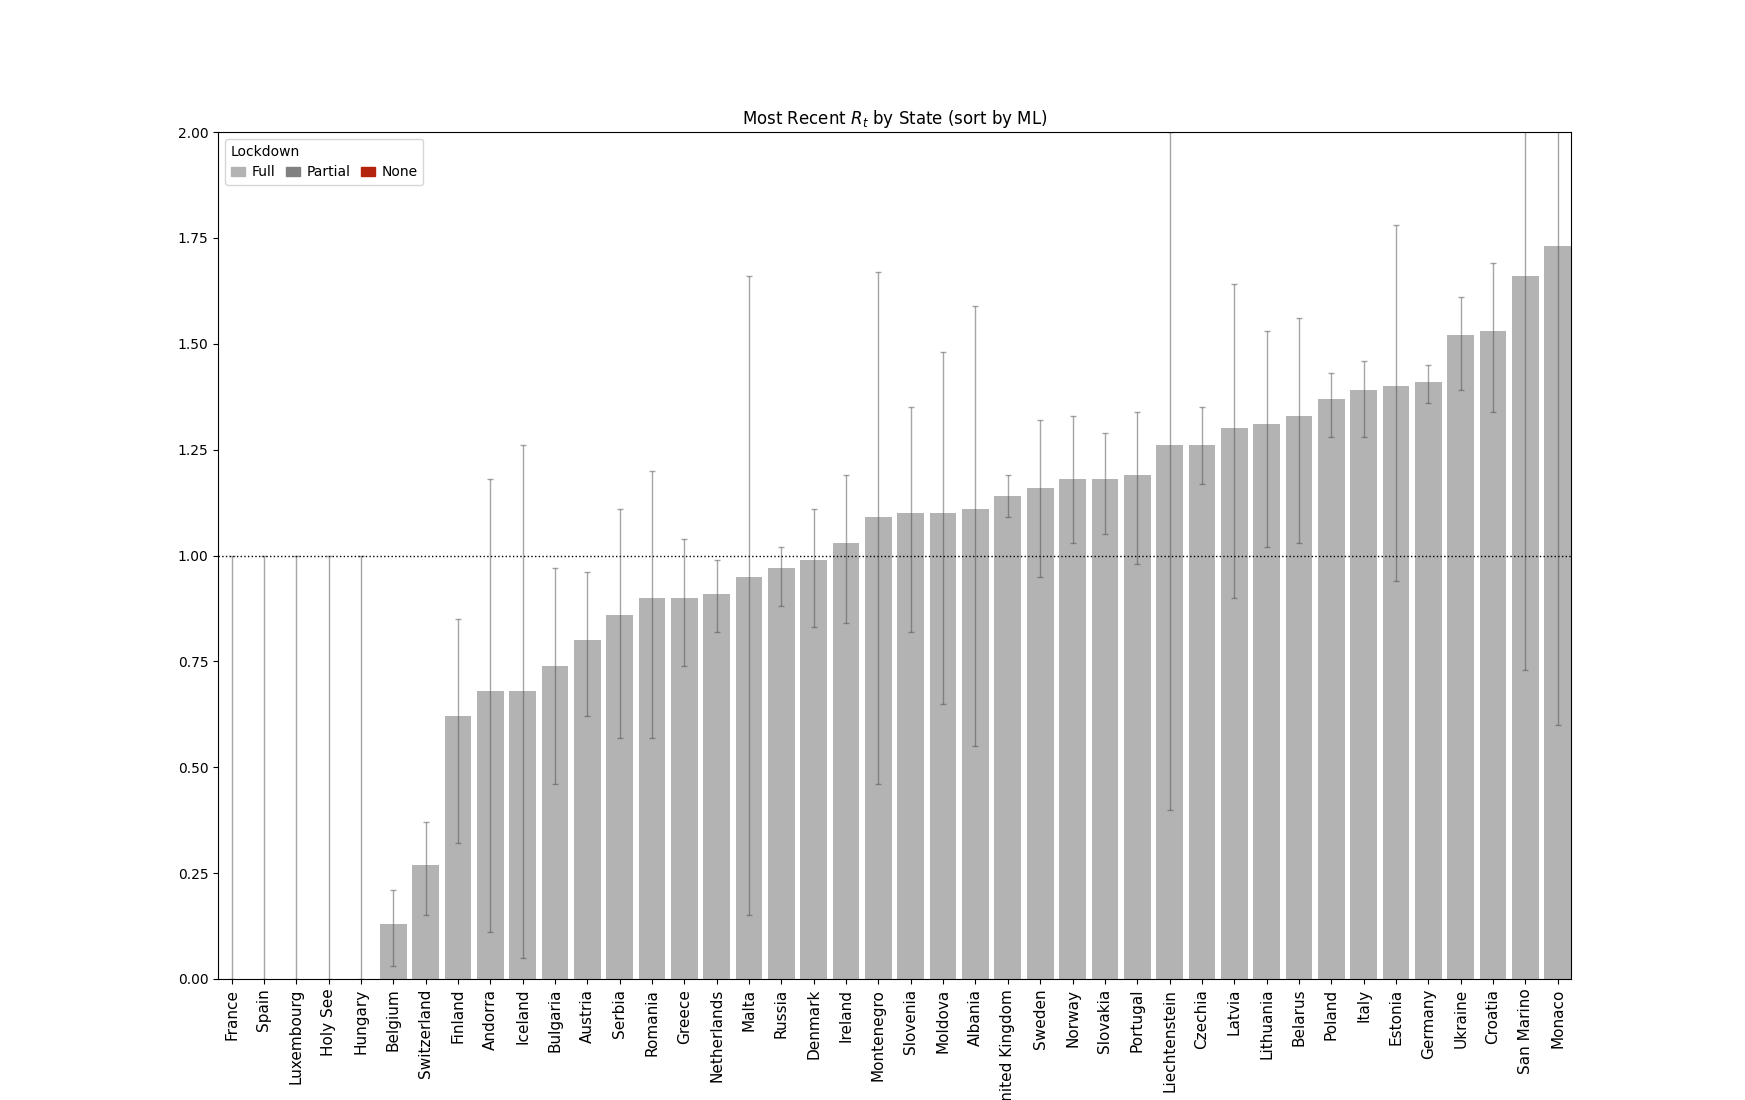 Most Recent Rt by State (sort by ML)
Lockdown
Full Partial None
2.00
1.75
1.50
1.25
1.00
0.75
0.50
0.25
0.00
France
Spain
Luxembourg
Holy See
Hungary
Belgium
Switzerland
Finland
Andorra
Iceland
Bulgaria
Austria
Serbia
Romania
Greece
Netherlands
Malta
Russia
Denmark
Ireland
Montenegro
Slovenia
Moldova
Albania
nited Kingdom
Sweden
Norway
Slovakia
Portugal
Liechtenstein
Czechia
Latvia
Lithuania
Belarus
Poland
Italy
Estonia
Germany
Ukraine
Croatia
San Marino
Monaco